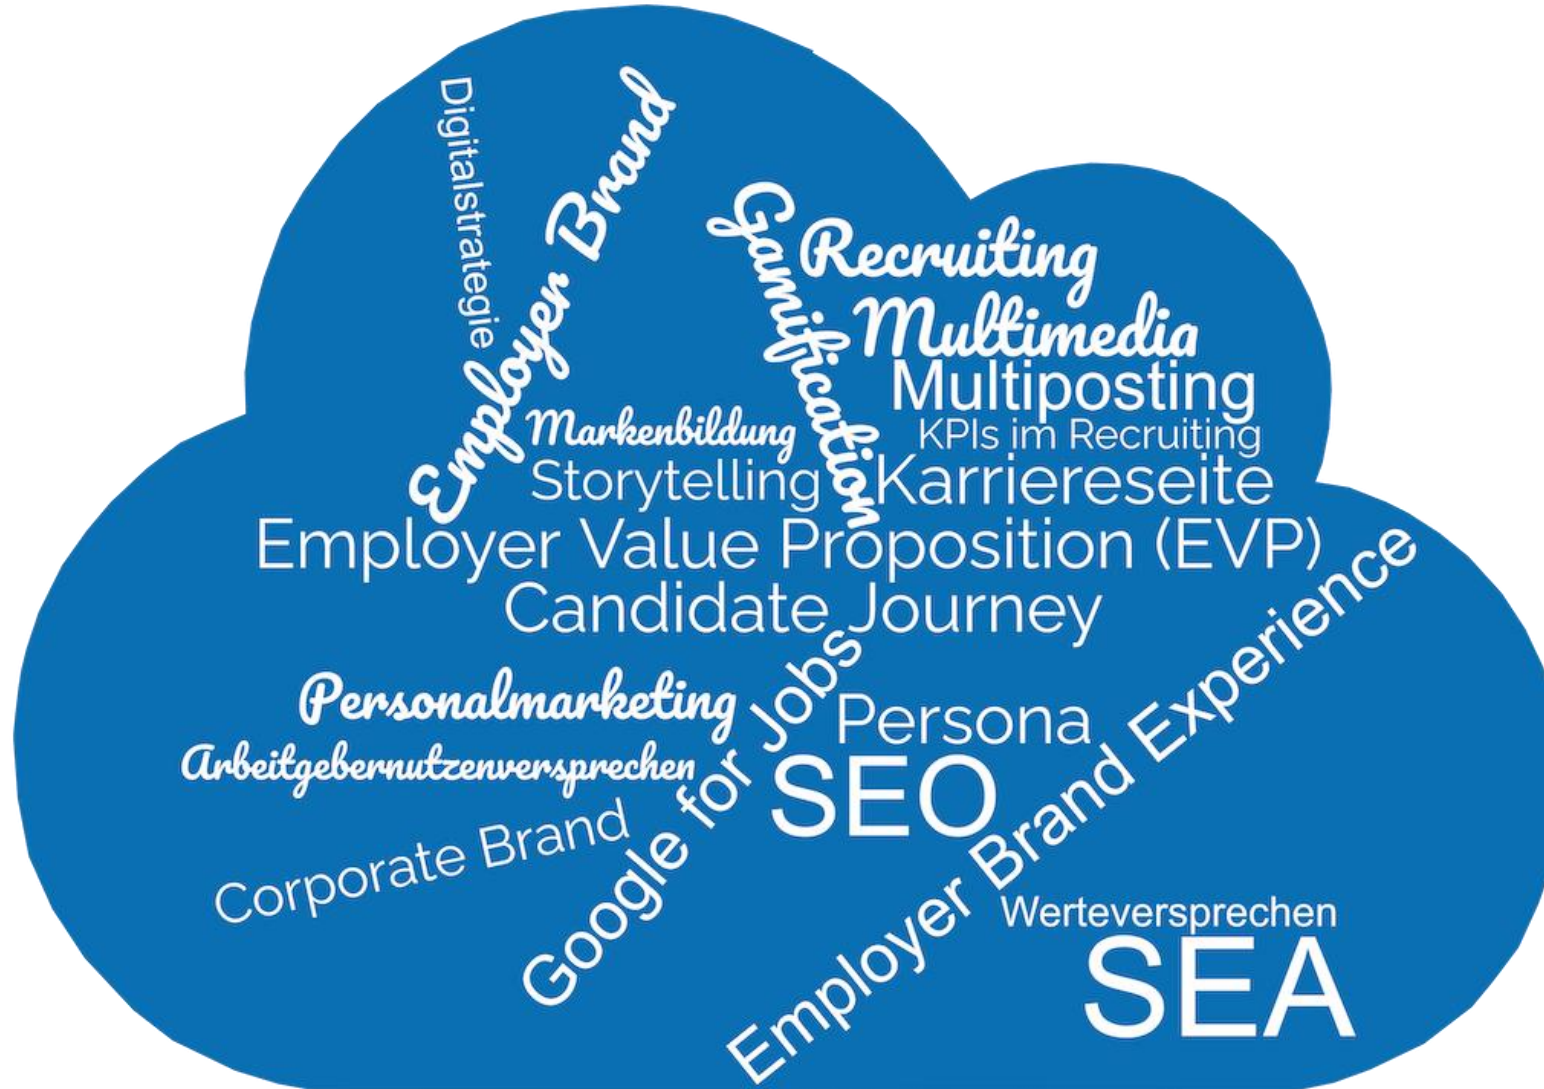 Digitalstrategie
Employer Brand
Gamification
Recruiting
Multimedia
Multiposting
Markenbildung
KPIs im Recruiting
Storytelling
Karriereseite
Employer Value Proposition (EVP)
Candidate Journey
Personalmarketing
Google for Jobs
Persona
Arbeitgebernutzenversprechen
SEO
Corporate Brand
Employer Brand Experience
Werteversprechen
SEA